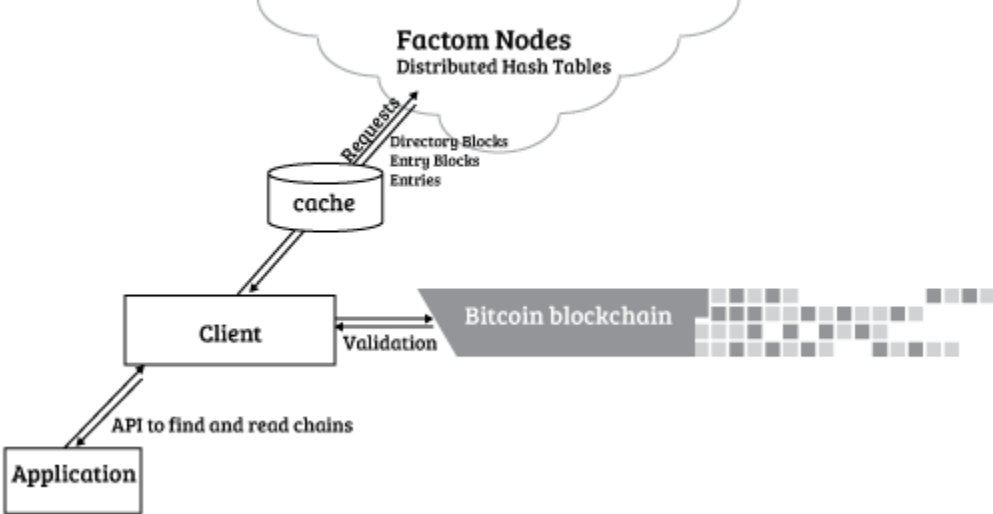 Factom Nodes
Distributed Hash Tables
Requests
Directory Blocks
Entry Blocks
Entries
cache
Client
Bitcoin blockchain
Validation
API to find and read chains
Application